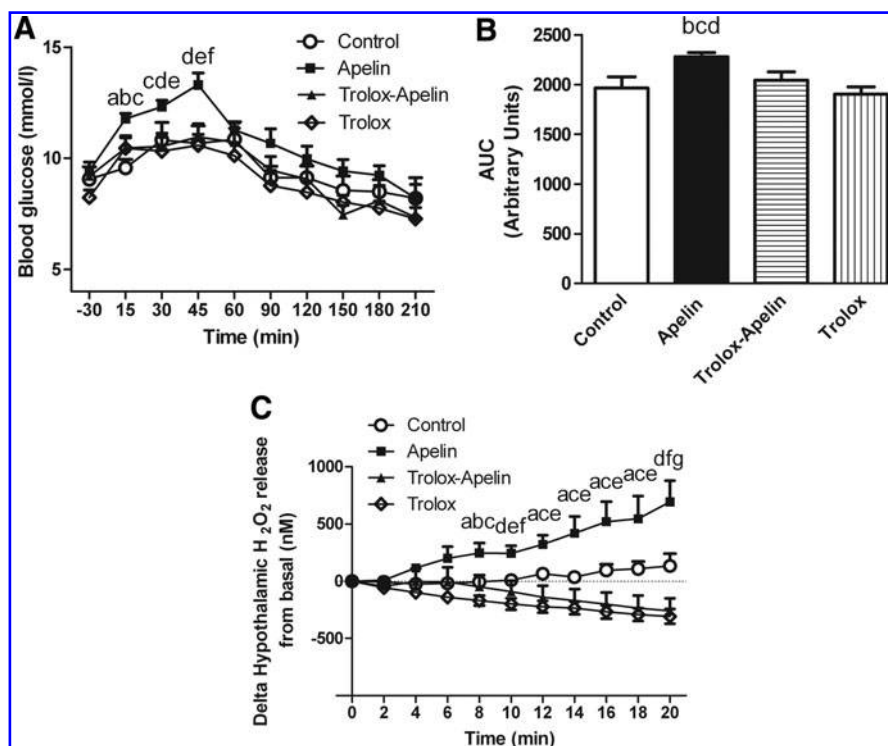 A
Blood glucose (mmol/l)
15
10
5
abc
cde
def
Control
Apelin
Trolox-Apelin
Trolox
-30 15 30 45 60 90 120 150 180 210
Time (min)
B
AUC
(Arbitrary Units)
2500
2000
1500
1000
500
0
bcd
Control
Apelin
Trolox-Apelin
Trolox
C
Control
Apelin
Trolox-Apelin
Trolox
Delta Hypothalamic H₂O₂ release
from basal (nM)
1000
500
0
-500
abc
def
ace
ace
ace
ace
dfg
0 2 4 6 8 10 12 14 16 18 20
Time (min)